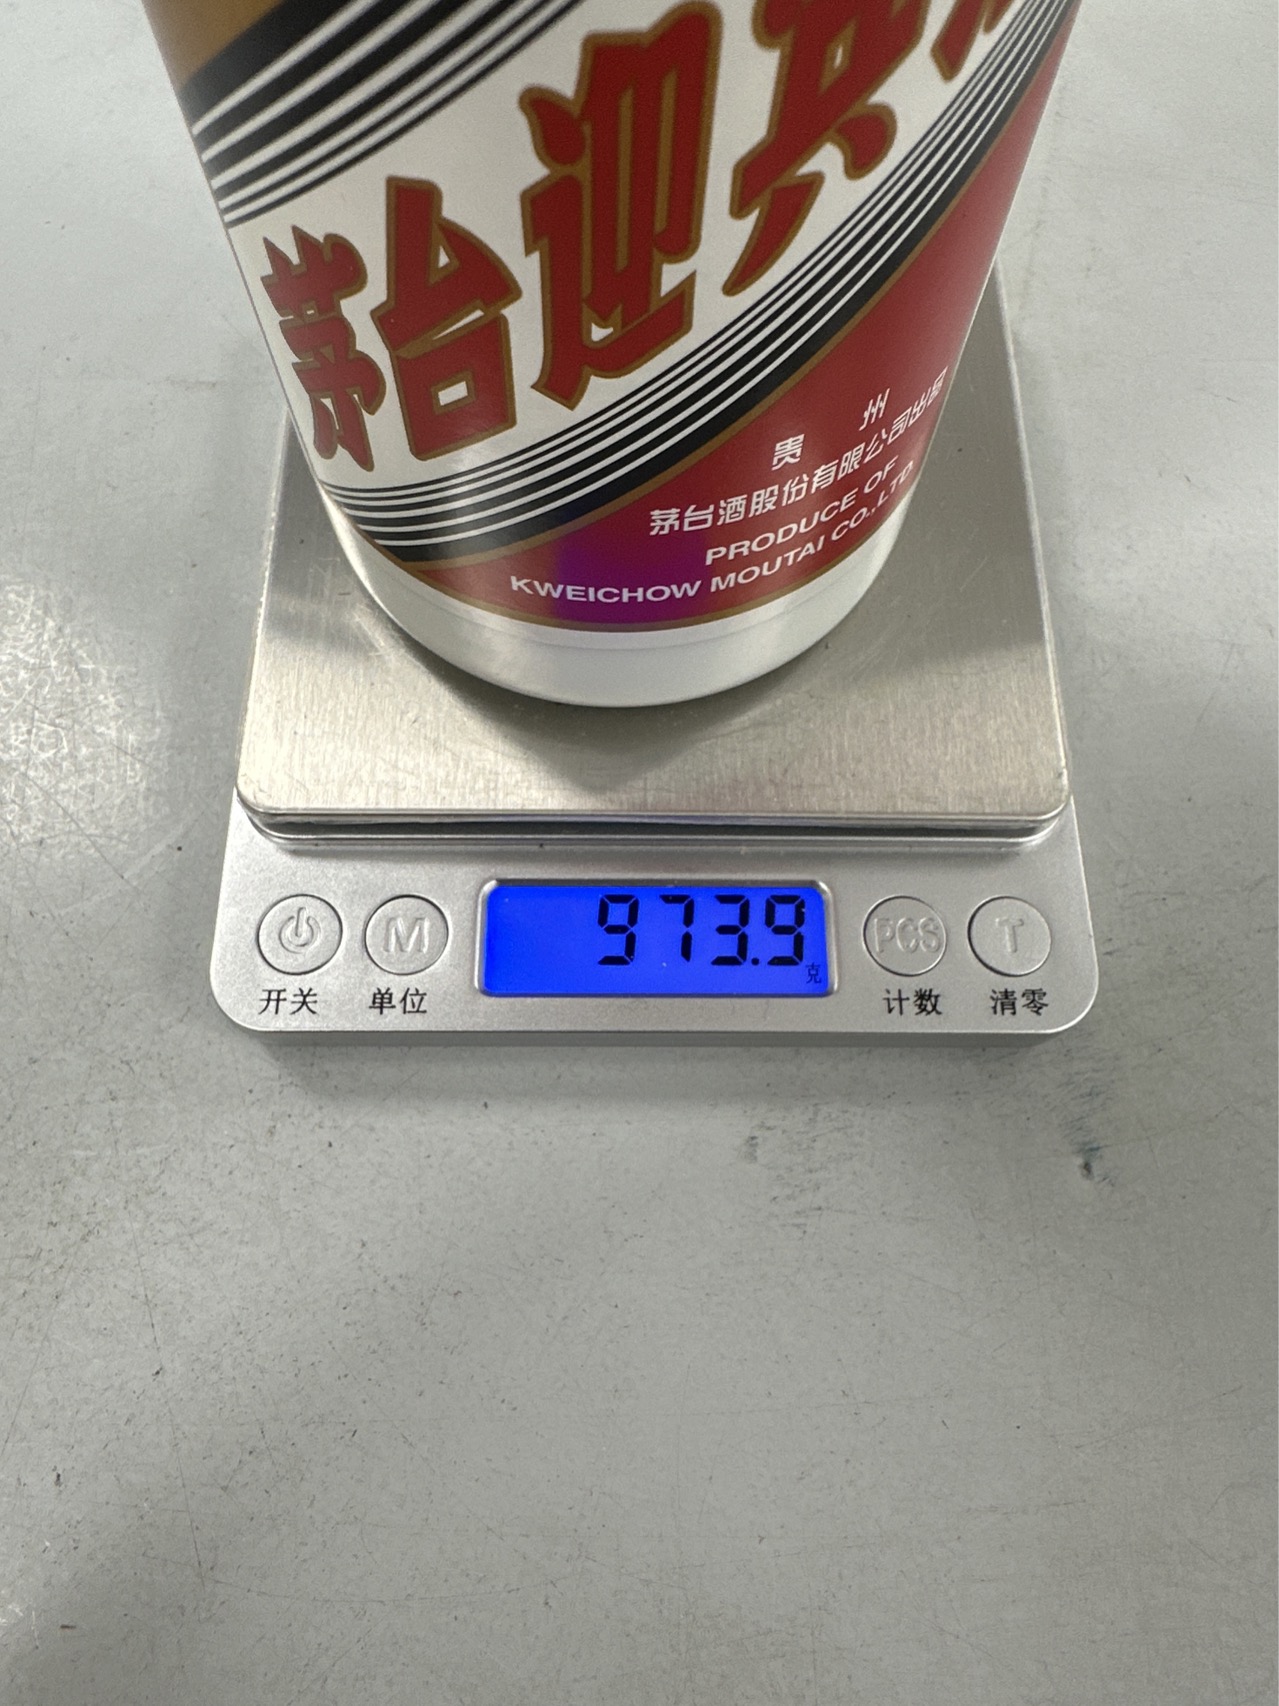 茅台迎宾
贵州
茅台酒股份有限公司出品
PRODUCE OF
KWEICHOW MOUTAI CO.,LTD.
973.9
克
M
PCS
T
开关
单位
计数
清零